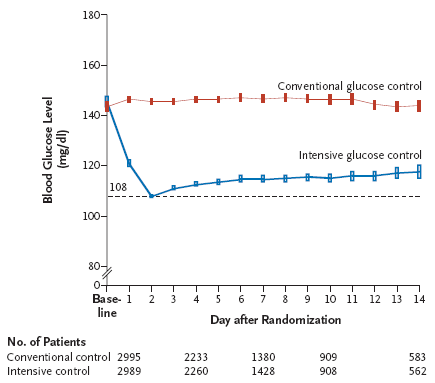 180
160
Conventional glucose control
140
Blood Glucose Level
(mg/dl)
Intensive glucose control
120
108
100
80
0
Base-
line
1 2 3 4 5 6 7 8 9 10 11 12 13 14
Day after Randomization
No. of Patients
Conventional control 2995 2233 1380 909 583
Intensive control 2989 2260 1428 908 562